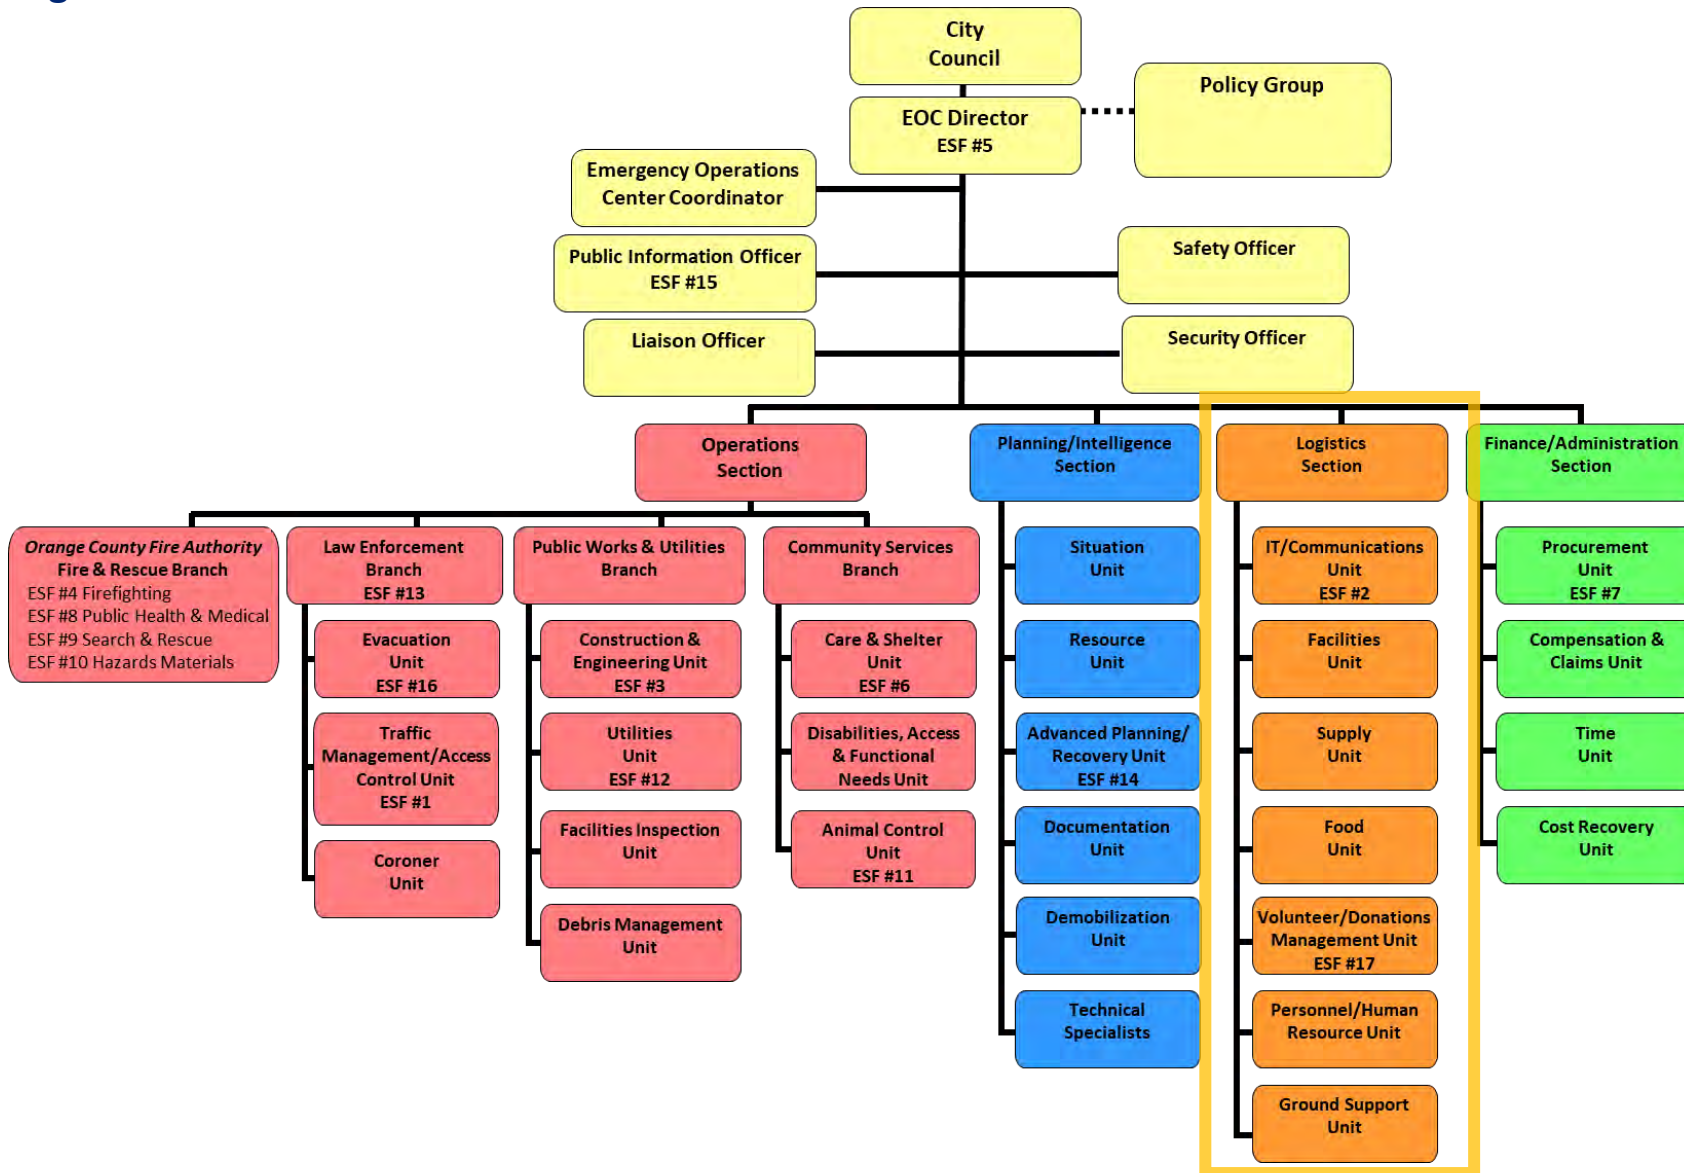 City
Council
Policy Group
EOC Director
ESF #5
Emergency Operations
Center Coordinator
Public Information Officer
ESF #15
Safety Officer
Liaison Officer
Security Officer
Operations
Section
Planning/Intelligence
Section
Logistics
Section
Finance/Administration
Section
Orange County Fire Authority
Fire & Rescue Branch
ESF #4 Firefighting
ESF #8 Public Health & Medical
ESF #9 Search & Rescue
ESF #10 Hazards Materials
Law Enforcement
Branch
ESF #13
Evacuation
Unit
ESF #16
Traffic
Management/Access
Control Unit
ESF #1
Coroner
Unit
Public Works & Utilities
Branch
Construction &
Engineering Unit
ESF #3
Utilities
Unit
ESF #12
Facilities Inspection
Unit
Debris Management
Unit
Community Services
Branch
Care & Shelter
Unit
ESF #6
Disabilities, Access
& Functional
Needs Unit
Animal Control
Unit
ESF #11
Situation
Unit
Resource
Unit
Advanced Planning/
Recovery Unit
ESF #14
Documentation
Unit
Demobilization
Unit
Technical
Specialists
IT/Communications
Unit
ESF #2
Facilities
Unit
Supply
Unit
Food
Unit
Volunteer/Donations
Management Unit
ESF #17
Personnel/Human
Resource Unit
Ground Support
Unit
Procurement
Unit
ESF #7
Compensation &
Claims Unit
Time
Unit
Cost Recovery
Unit